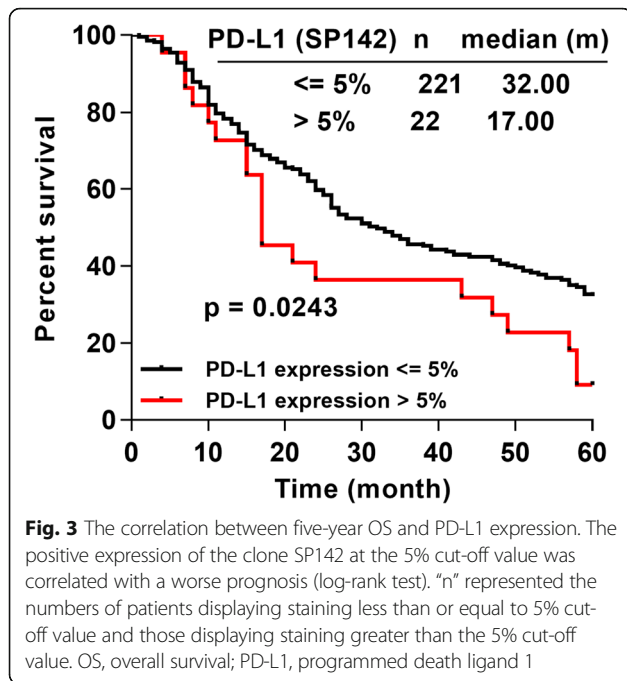 PD-L1 (SP142) n median (m)
<= 5% 221 32.00
> 5% 22 17.00
100
80
60
40
20
0
Percent survival
p = 0.0243
PD-L1 expression <= 5%
PD-L1 expression > 5%
0 10 20 30 40 50 60
Time (month)
Fig. 3 The correlation between five-year OS and PD-L1 expression. The
positive expression of the clone SP142 at the 5% cut-off value was
correlated with a worse prognosis (log-rank test). “n” represented the
numbers of patients displaying staining less than or equal to 5% cut-
off value and those displaying staining greater than the 5% cut-off
value. OS, overall survival; PD-L1, programmed death ligand 1